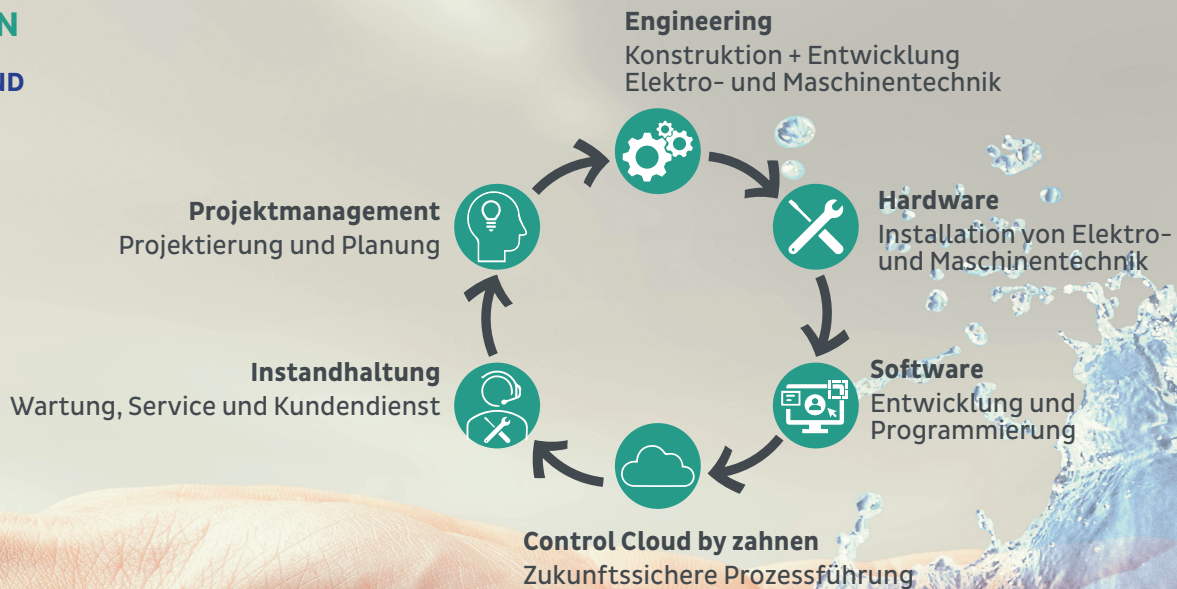 Engineering
Konstruktion + Entwicklung
Elektro- und Maschinentechnik
Projektmanagement
Projektierung und Planung
Hardware
Installation von Elektro-
und Maschinentechnik
Instandhaltung
Wartung, Service und Kundendienst
Software
Entwicklung und
Programmierung
Control Cloud by zahnen
Zukunftssichere Prozessführung